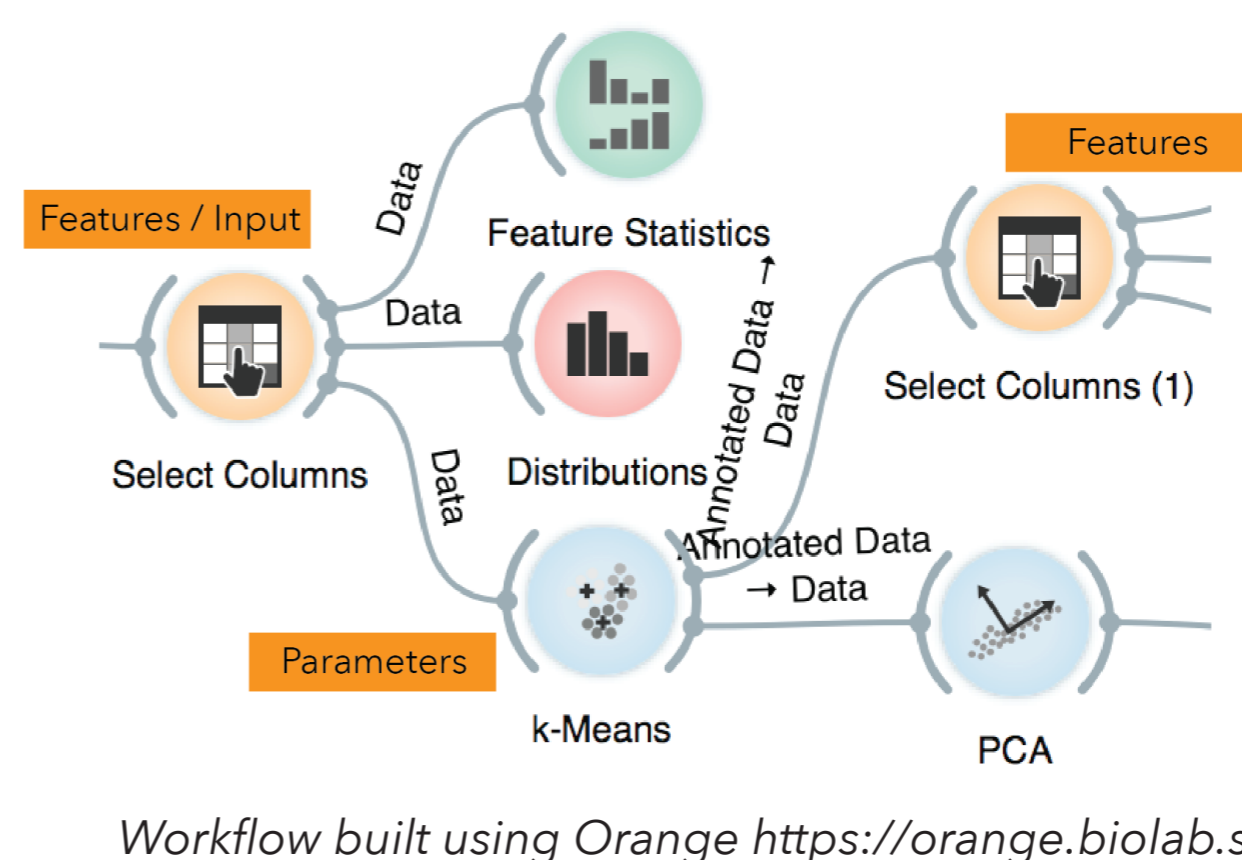 Features
Data
Features / Input
Feature Statistics
Data
Annotated Data →
Data
Select Columns (1)
Select Columns
Data
Distributions
Annotated Data
→ Data
Parameters
k-Means
PCA
Workflow built using Orange https://orange.biolab.s